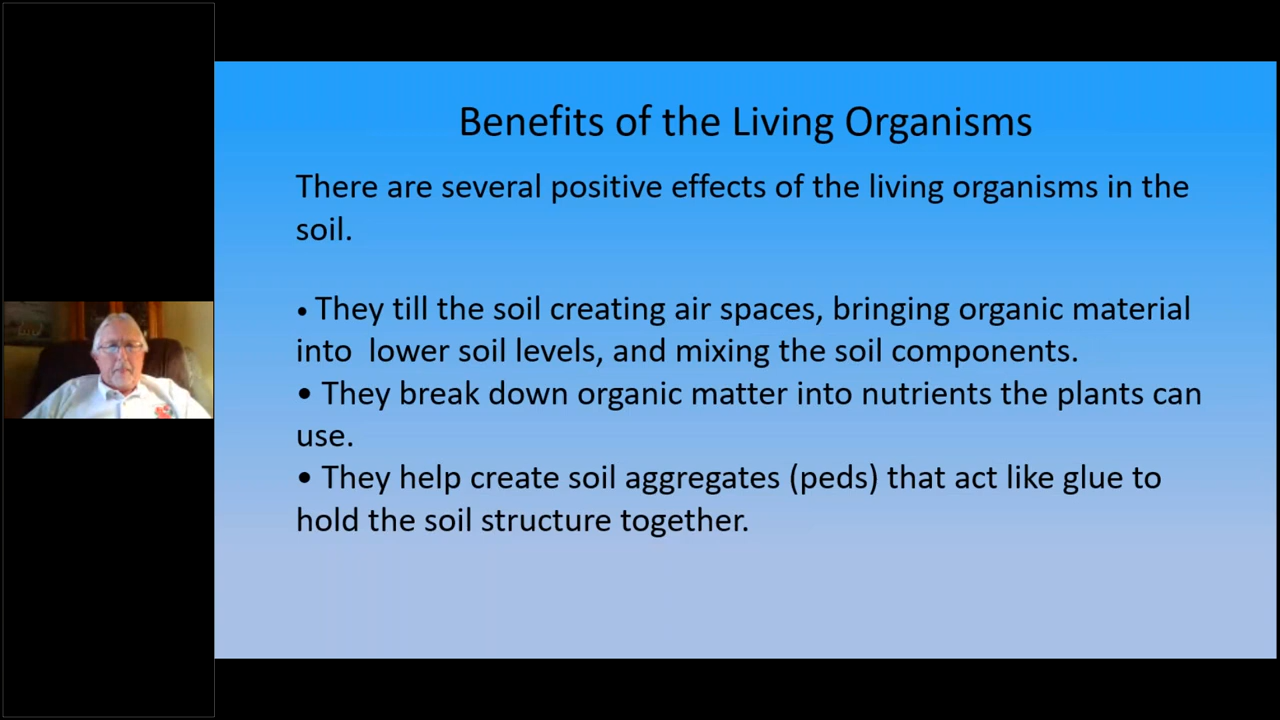 Benefits of the Living Organisms
There are several positive effects of the living organisms in the
soil.
• They till the soil creating air spaces, bringing organic material
into  lower soil levels, and mixing the soil components.
• They break down organic matter into nutrients the plants can
use.
• They help create soil aggregates (peds) that act like glue to
hold the soil structure together.